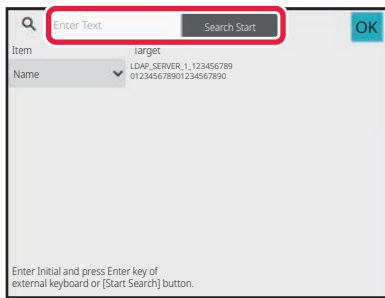 Enter Text
Search Start
OK
Item
Target
Name
LDAP_SERVER_1_123456789
012345678901234567890
Enter Initial and press Enter key of
external keyboard or [Start Search] button.